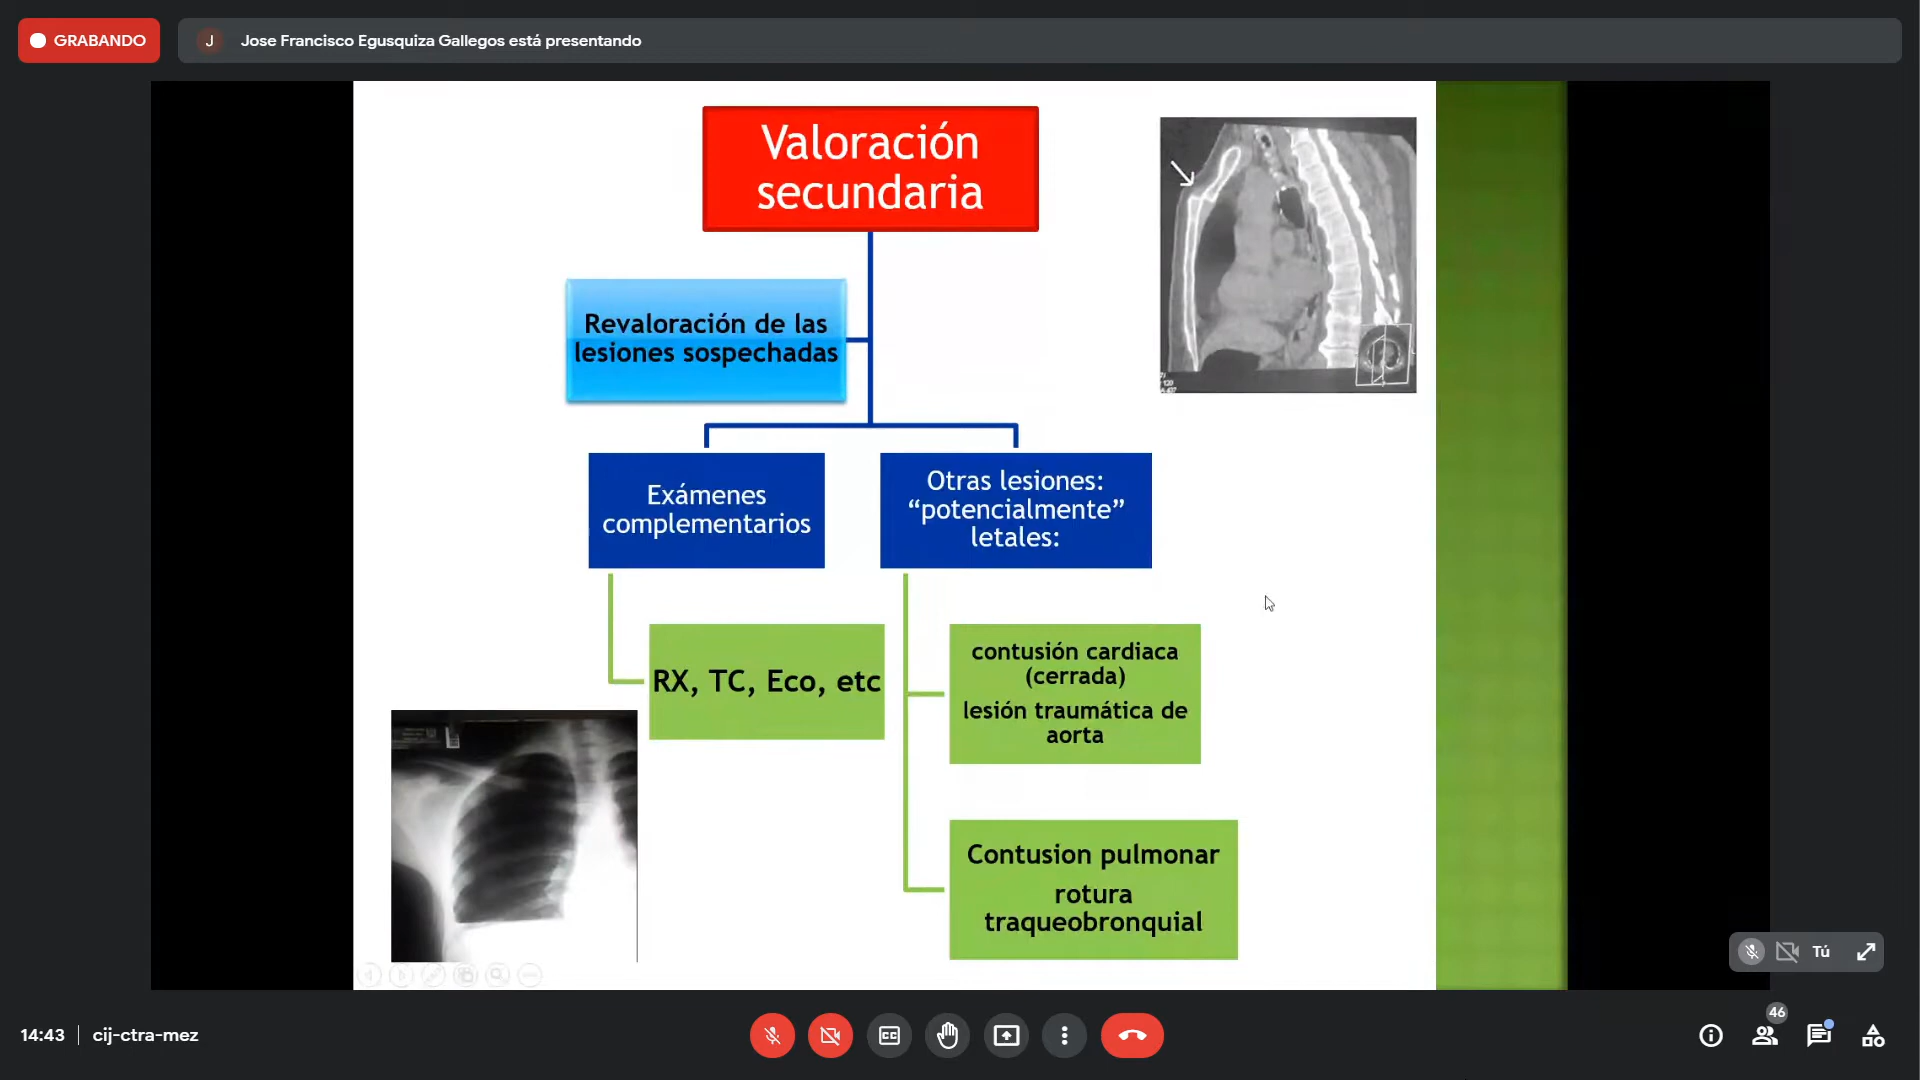 GRABANDO
J
Jose Francisco Egusquiza Gallegos está presentando
Valoración
secundaria
Revaloración de las
lesiones sospechadas
Exámenes
complementarios
Otras lesiones:
“potencialmente”
letales:
RX, TC, Eco, etc
contusión cardiaca
(cerrada)
lesión traumática de
aorta
Contusion pulmonar
rotura
traqueobronquial
Tú
14:43
cij-ctra-mez
CC
46